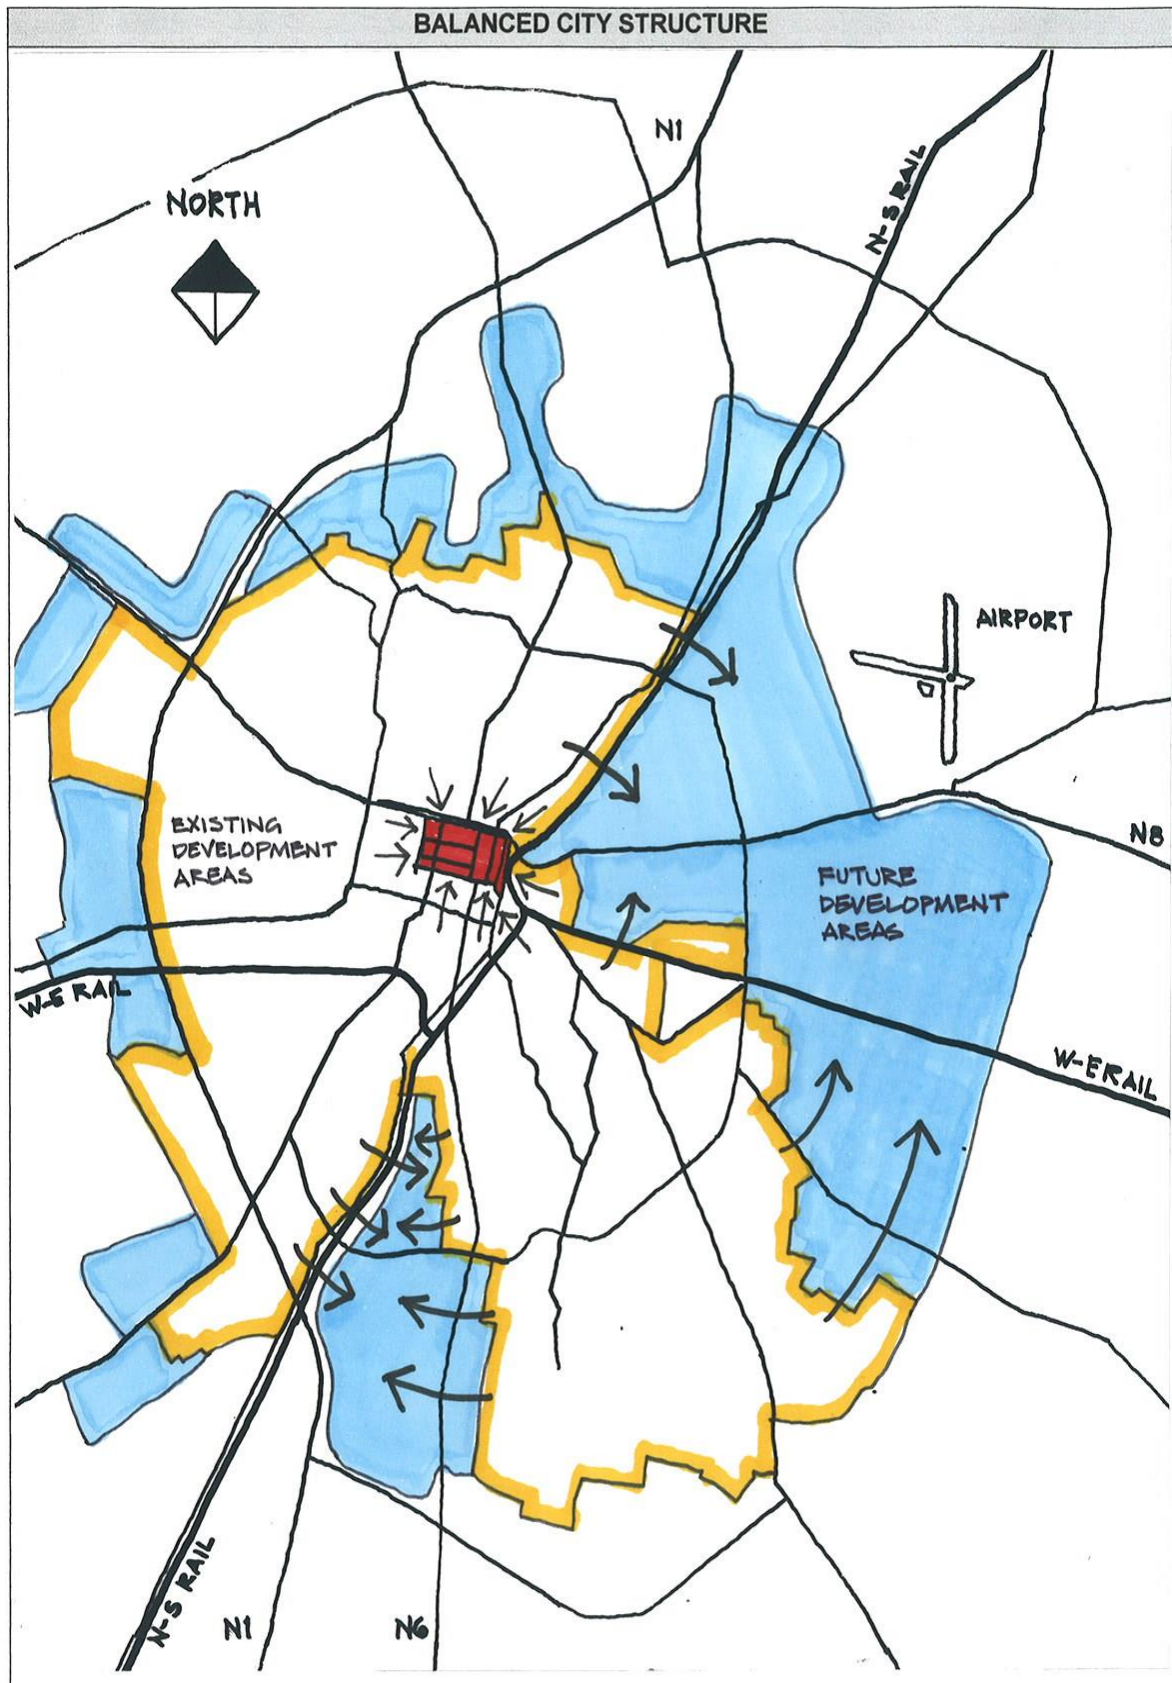 BALANCED CITY STRUCTURE
N1
N-S RAIL
NORTH
AIRPORT
EXISTING
DEVELOPMENT
AREAS
N8
FUTURE
DEVELOPMENT
AREAS
W-E RAIL
W-E RAIL
N-S RAIL
N1
N6